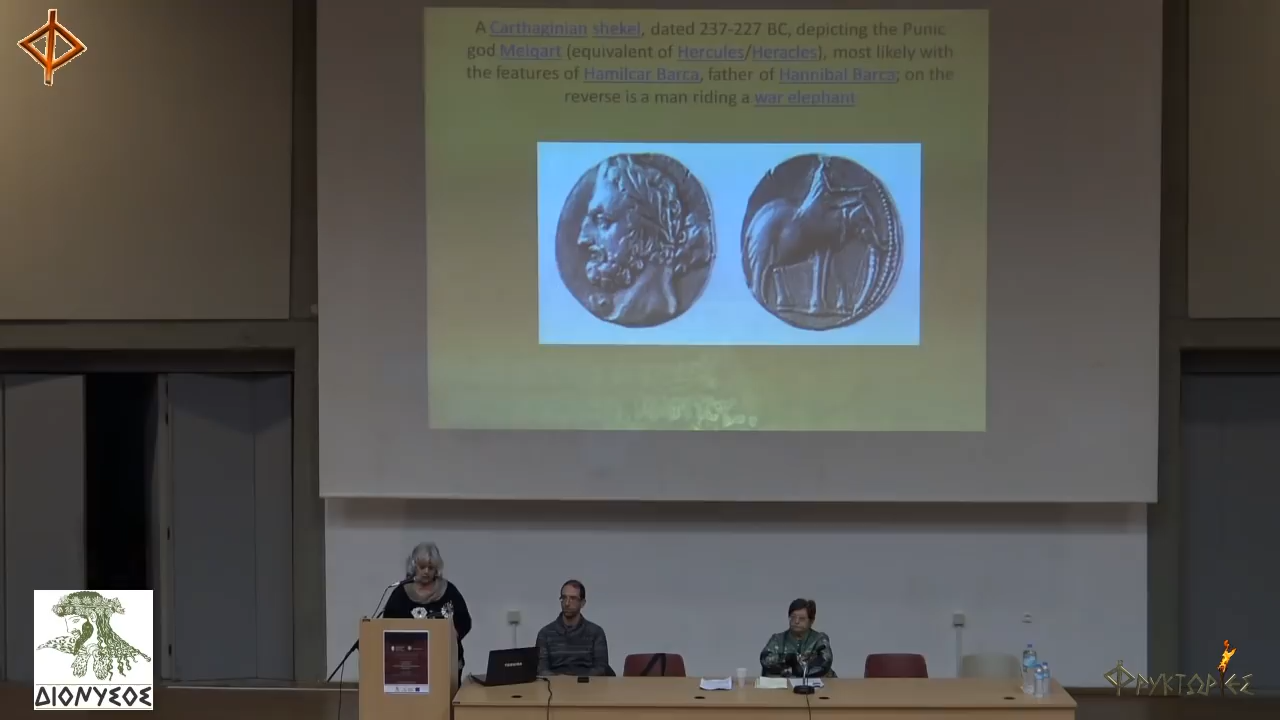 A Carthaginian shekel, dated 237-227 BC, depicting the Punic
god Melqart (equivalent of Hercules/Heracles), most likely with
the features of Hamilcar Barca, father of Hannibal Barca; on the
reverse is a man riding a war elephant
TOSHIBA
ΔΙΟΝΥΣΟΣ
ΦΡΥΚΤΩΡΙΕΣ